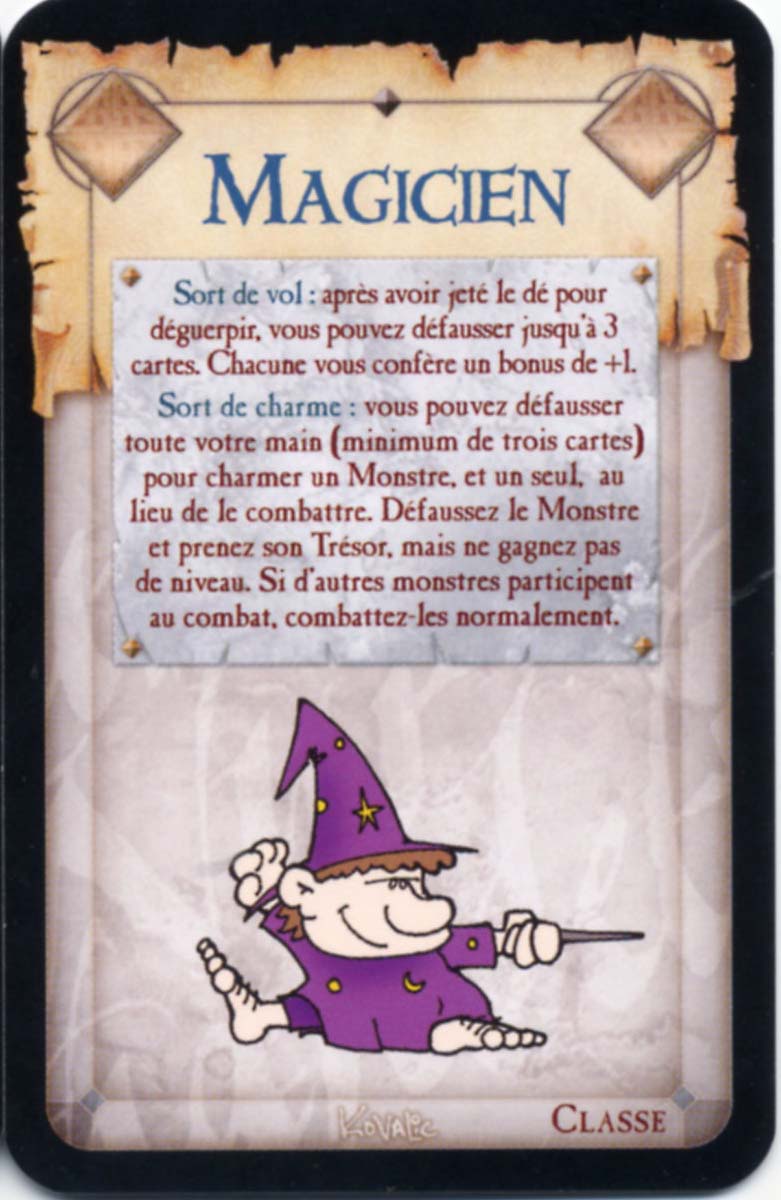 MAGICIEN
Sort de vol : après avoir jeté le dé pour
déguerpir, vous pouvez défausser jusqu'à 3
cartes. Chacune vous confère un bonus de +1.
Sort de charme : vous pouvez défausser
toute votre main (minimum de trois cartes)
pour charmer un Monstre, et un seul, au
lieu de le combattre. Défaussez le Monstre
et prenez son Trésor, mais ne gagnez pas
de niveau. Si d'autres monstres participent
au combat, combattez-les normalement.
KOVALIC
CLASSE